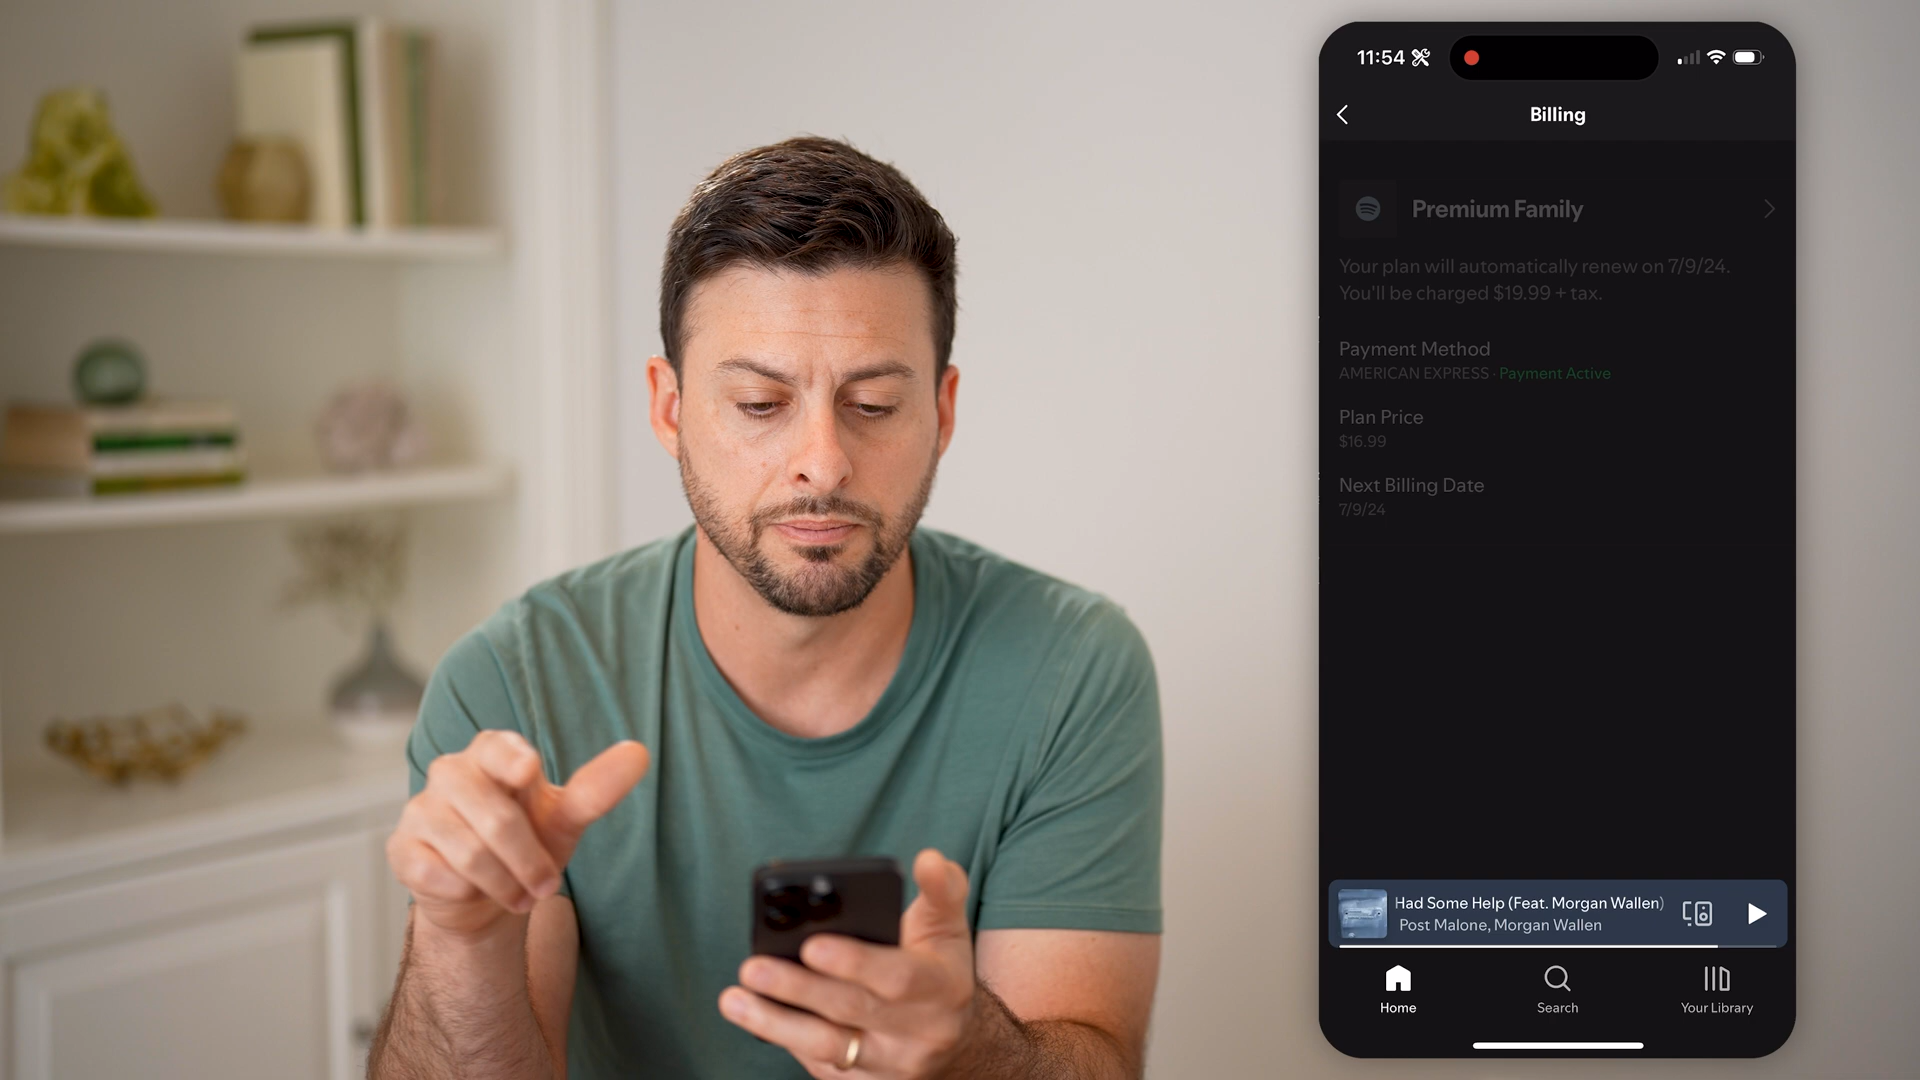 11:54
Billing
Premium Family
Your plan will automatically renew on 7/9/24.
You'll be charged $19.99 + tax.
Payment Method
AMERICAN EXPRESS · Payment Active
Plan Price
$16.99
Next Billing Date
7/9/24
Had Some Help (Feat. Morgan Wallen)
Post Malone, Morgan Wallen
Home
Search
Your Library